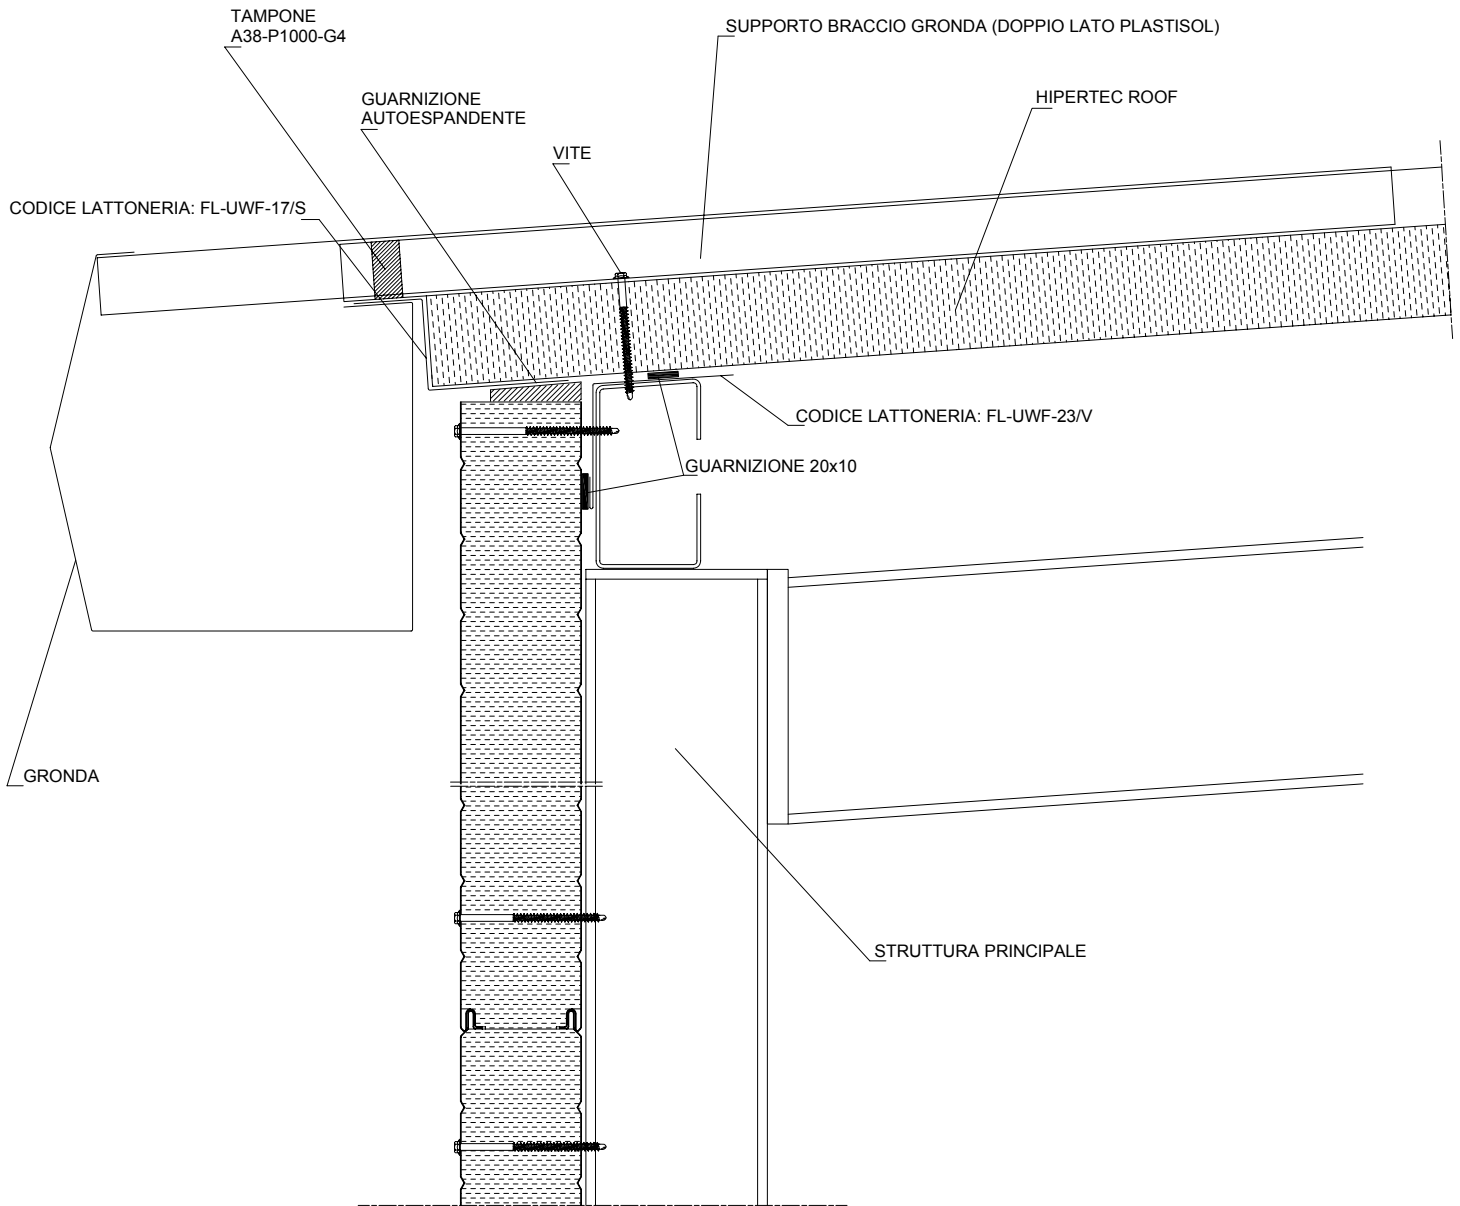 TAMPONE
A38-P1000-G4
SUPPORTO BRACCIO GRONDA (DOPPIO LATO PLASTISOL)
GUARNIZIONE
AUTOESPANDENTE
HIPERTEC ROOF
VITE
CODICE LATTONERIA: FL-UWF-17/S
CODICE LATTONERIA: FL-UWF-23/V
GUARNIZIONE 20x10
GRONDA
STRUTTURA PRINCIPALE